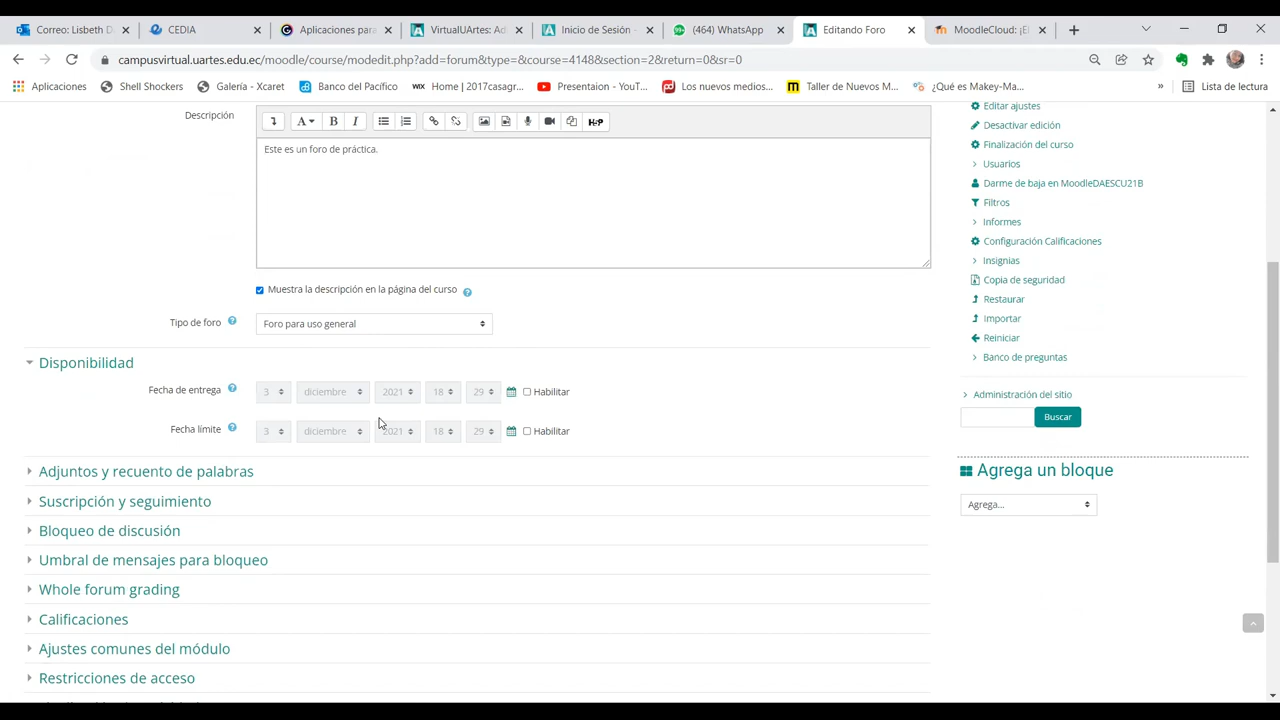 Correo: Lisbeth D
CEDIA
Aplicaciones para
VirtualUArtes: Ad
Inicio de Sesión
(464) WhatsApp
Editando Foro
MoodleCloud: ¡El
campusvirtual.uartes.edu.ec/moodle/course/modedit.php?add=forum&type=&course=4148&section=2&return=0&sr=0
Aplicaciones
Shell Shockers
Galería - Xcaret
Banco del Pacífico
WIX Home | 2017casagr...
Presentaion - YouT...
Los nuevos medios...
Taller de Nuevos M...
¿Qué es Makey-Ma...
»
Lista de lectura
Descripción
A B I H-P
Este es un foro de práctica.
Muestra la descripción en la página del curso
Tipo de foro
Foro para uso general
Disponibilidad
Fecha de entrega
3 diciembre 2021 18 29 Habilitar
Fecha límite
3 diciembre 2021 18 29 Habilitar
Adjuntos y recuento de palabras
Suscripción y seguimiento
Bloqueo de discusión
Umbral de mensajes para bloqueo
Whole forum grading
Calificaciones
Ajustes comunes del módulo
Restricciones de acceso
Editar ajustes
Desactivar edición
Finalización del curso
Usuarios
Darme de baja en MoodleDAESCU21B
Filtros
Informes
Configuración Calificaciones
Insignias
Copia de seguridad
Restaurar
Importar
Reiniciar
Banco de preguntas
Administración del sitio
Buscar
Agrega un bloque
Agrega...